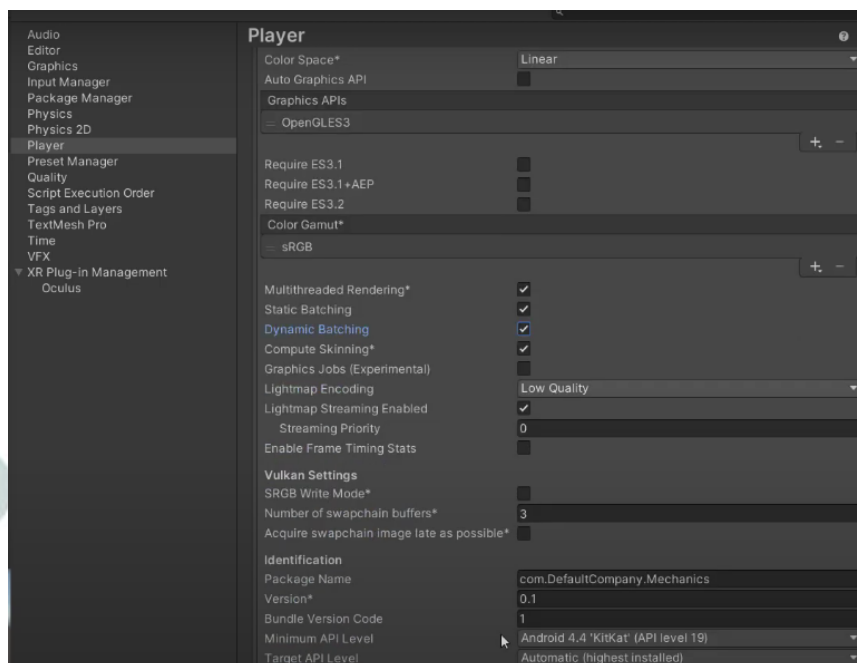 Audio
Editor
Graphics
Input Manager
Package Manager
Physics
Physics 2D
Player
Preset Manager
Quality
Script Execution Order
Tags and Layers
TextMesh Pro
Time
VFX
XR Plug-in Management
Oculus
Player
Color Space* Linear
Auto Graphics API
Graphics APIs
OpenGLES3
Require ES3.1
Require ES3.1+AEP
Require ES3.2
Color Gamut*
sRGB
Multithreaded Rendering*
Static Batching
Dynamic Batching
Compute Skinning*
Graphics Jobs (Experimental)
Lightmap Encoding Low Quality
Lightmap Streaming Enabled
Streaming Priority 0
Enable Frame Timing Stats
Vulkan Settings
SRGB Write Mode*
Number of swapchain buffers* 3
Acquire swapchain image late as possible*
Identification
Package Name com.DefaultCompany.Mechanics
Version* 0.1
Bundle Version Code 1
Minimum API Level Android 4.4 'KitKat' (API level 19)
Target API Level Automatic (highest installed)